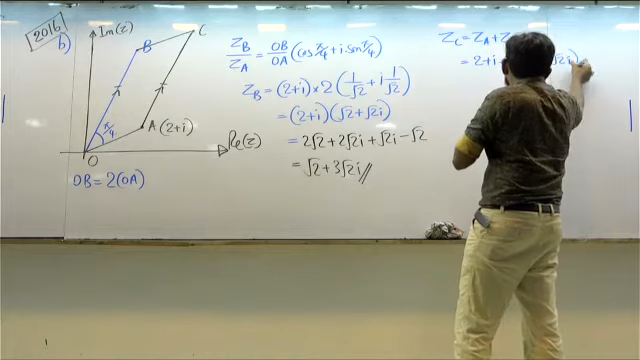 2016
b)
Im(z)
B
C
π/4
A (2+i)
Re(z)
O
OB = 2(OA)
Z_B/Z_A = OB/OA (cos π/4 + i. sin π/4)
Z_B = (2+i) × 2 (1/√2 + i 1/√2)
= (2+i) (√2 + √2i)
= 2√2 + 2√2i + √2i − √2
= √2 + 3√2i //
Z_C = Z_A + Z
= 2+i √2i)